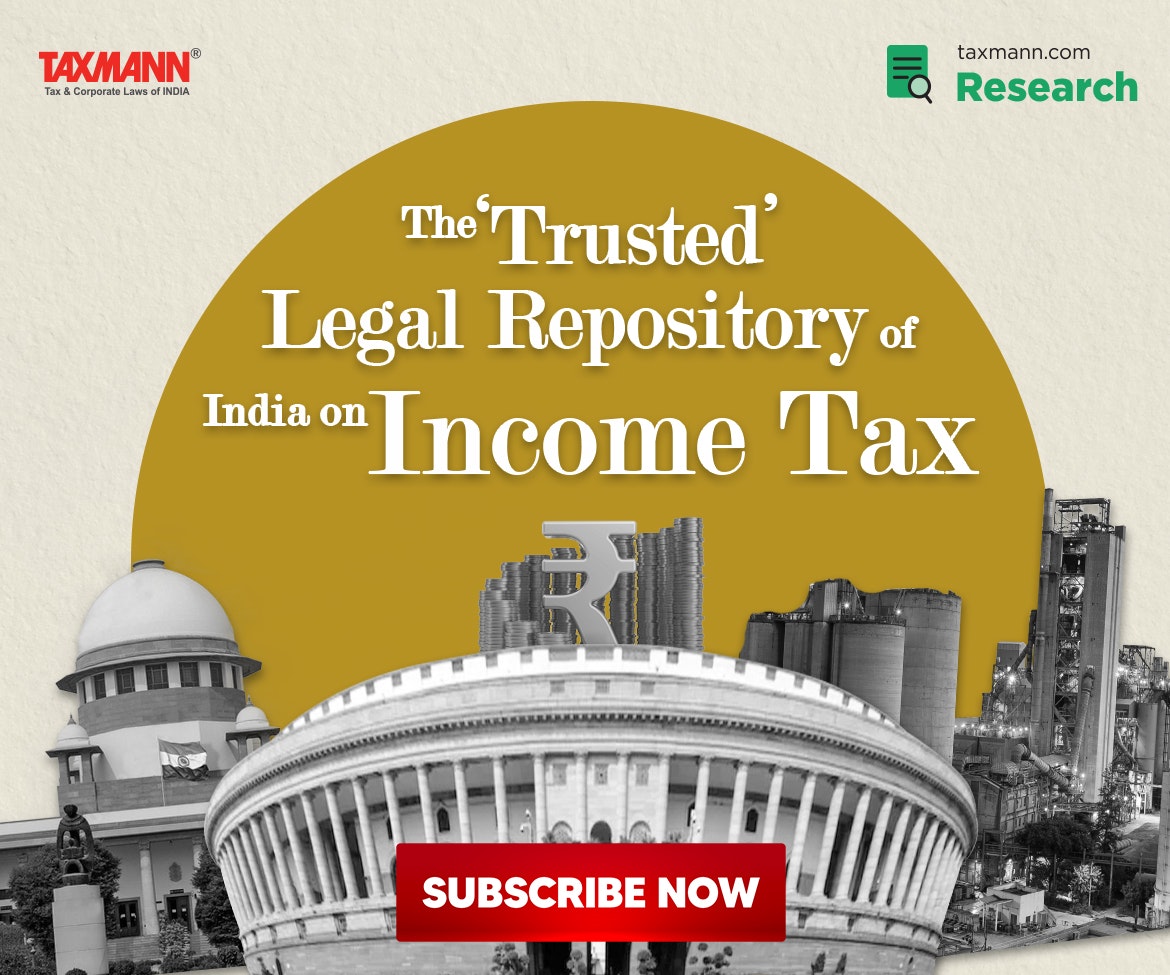 TAXMANN®
Tax & Corporate Laws of INDIA
taxmann.com
Research
The ‘Trusted’
Legal Repository of
India on Income Tax
SUBSCRIBE NOW